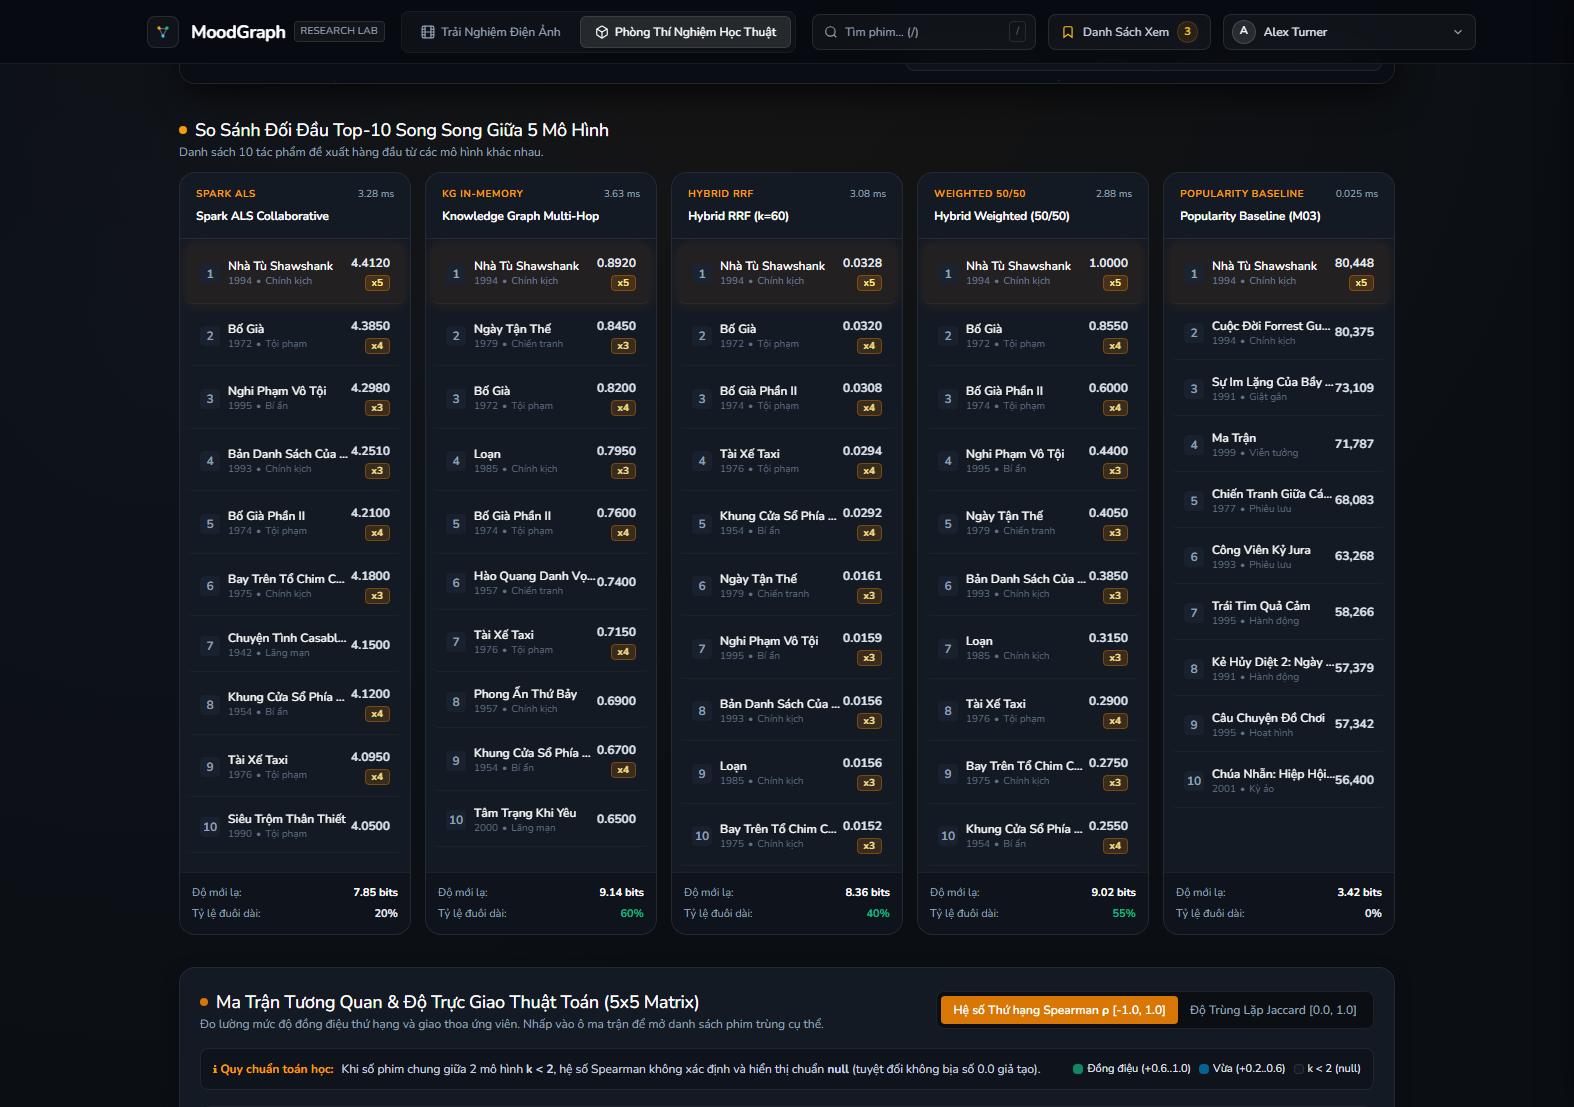 MoodGraph RESEARCH LAB Trải Nghiệm Điện Ảnh Phòng Thí Nghiệm Học Thuật Tìm phim... (/) / Danh Sách Xem 3 A Alex Turner
So Sánh Đối Đầu Top-10 Song Song Giữa 5 Mô Hình
Danh sách 10 tác phẩm đề xuất hàng đầu từ các mô hình khác nhau.
SPARK ALS 3.28 ms
Spark ALS Collaborative
1 Nhà Tù Shawshank 4.4120
1994 • Chính kịch x5
2 Bố Già 4.3850
1972 • Tội phạm x4
3 Nghi Phạm Vô Tội 4.2980
1995 • Bí ẩn x3
4 Bản Danh Sách Của ... 4.2510
1993 • Chính kịch x3
5 Bố Già Phần II 4.2100
1974 • Tội phạm x4
6 Bay Trên Tổ Chim C... 4.1800
1975 • Chính kịch x3
7 Chuyện Tình Casabl... 4.1500
1942 • Lãng mạn
8 Khung Cửa Sổ Phía ... 4.1200
1954 • Bí ẩn x4
9 Tài Xế Taxi 4.0950
1976 • Tội phạm x4
10 Siêu Trộm Thân Thiết 4.0500
1990 • Tội phạm
Độ mới lạ: 7.85 bits
Tỷ lệ đuôi dài: 20%
KG IN-MEMORY 3.63 ms
Knowledge Graph Multi-Hop
1 Nhà Tù Shawshank 0.8920
1994 • Chính kịch x5
2 Ngày Tận Thế 0.8450
1979 • Chiến tranh x3
3 Bố Già 0.8200
1972 • Tội phạm x4
4 Loạn 0.7950
1985 • Chính kịch x3
5 Bố Già Phần II 0.7600
1974 • Tội phạm x4
6 Hào Quang Danh Vọ... 0.7400
1957 • Chiến tranh
7 Tài Xế Taxi 0.7150
1976 • Tội phạm x4
8 Phong Ấn Thứ Bảy 0.6900
1957 • Chính kịch
9 Khung Cửa Sổ Phía ... 0.6700
1954 • Bí ẩn x4
10 Tâm Trạng Khi Yêu 0.6500
2000 • Lãng mạn
Độ mới lạ: 9.14 bits
Tỷ lệ đuôi dài: 60%
HYBRID RRF 3.08 ms
Hybrid RRF (k=60)
1 Nhà Tù Shawshank 0.0328
1994 • Chính kịch x5
2 Bố Già 0.0320
1972 • Tội phạm x4
3 Bố Già Phần II 0.0308
1974 • Tội phạm x4
4 Tài Xế Taxi 0.0294
1976 • Tội phạm x4
5 Khung Cửa Sổ Phía ... 0.0292
1954 • Bí ẩn x4
6 Ngày Tận Thế 0.0161
1979 • Chiến tranh x3
7 Nghi Phạm Vô Tội 0.0159
1995 • Bí ẩn x3
8 Bản Danh Sách Của ... 0.0156
1993 • Chính kịch x3
9 Loạn 0.0156
1985 • Chính kịch x3
10 Bay Trên Tổ Chim C... 0.0152
1975 • Chính kịch x3
Độ mới lạ: 8.36 bits
Tỷ lệ đuôi dài: 40%
WEIGHTED 50/50 2.88 ms
Hybrid Weighted (50/50)
1 Nhà Tù Shawshank 1.0000
1994 • Chính kịch x5
2 Bố Già 0.8550
1972 • Tội phạm x4
3 Bố Già Phần II 0.6000
1974 • Tội phạm x4
4 Nghi Phạm Vô Tội 0.4400
1995 • Bí ẩn x3
5 Ngày Tận Thế 0.4050
1979 • Chiến tranh x3
6 Bản Danh Sách Của ... 0.3850
1993 • Chính kịch x3
7 Loạn 0.3150
1985 • Chính kịch x3
8 Tài Xế Taxi 0.2900
1976 • Tội phạm x4
9 Bay Trên Tổ Chim C... 0.2750
1975 • Chính kịch x3
10 Khung Cửa Sổ Phía ... 0.2550
1954 • Bí ẩn x4
Độ mới lạ: 9.02 bits
Tỷ lệ đuôi dài: 55%
POPULARITY BASELINE 0.025 ms
Popularity Baseline (M03)
1 Nhà Tù Shawshank 80,448
1994 • Chính kịch x5
2 Cuộc Đời Forrest Gu... 80,375
1994 • Chính kịch
3 Sự Im Lặng Của Bầy ... 73,109
1991 • Giật gân
4 Ma Trận 71,787
1999 • Viễn tưởng
5 Chiến Tranh Giữa Cá... 68,083
1977 • Phiêu lưu
6 Công Viên Kỷ Jura 63,268
1993 • Phiêu lưu
7 Trái Tim Quả Cảm 58,266
1995 • Hành động
8 Kẻ Hủy Diệt 2: Ngày ... 57,379
1991 • Hành động
9 Câu Chuyện Đồ Chơi 57,342
1995 • Hoạt hình
10 Chúa Nhẫn: Hiệp Hội... 56,400
2001 • Kỳ ảo
Độ mới lạ: 3.42 bits
Tỷ lệ đuôi dài: 0%
Ma Trận Tương Quan & Độ Trực Giao Thuật Toán (5x5 Matrix)
Đo lường mức độ đồng điệu thứ hạng và giao thoa ứng viên. Nhấp vào ô ma trận để mở danh sách phim trùng cụ thể.
Hệ số Thứ hạng Spearman ρ [-1.0, 1.0] Độ Trùng Lặp Jaccard [0.0, 1.0]
ℹ Quy chuẩn toán học: Khi số phim chung giữa 2 mô hình k < 2, hệ số Spearman không xác định và hiển thị chuẩn null (tuyệt đối không bịa số 0.0 giả tạo). Đồng điệu (+0.6..1.0) Vừa (+0.2..0.6) k < 2 (null)